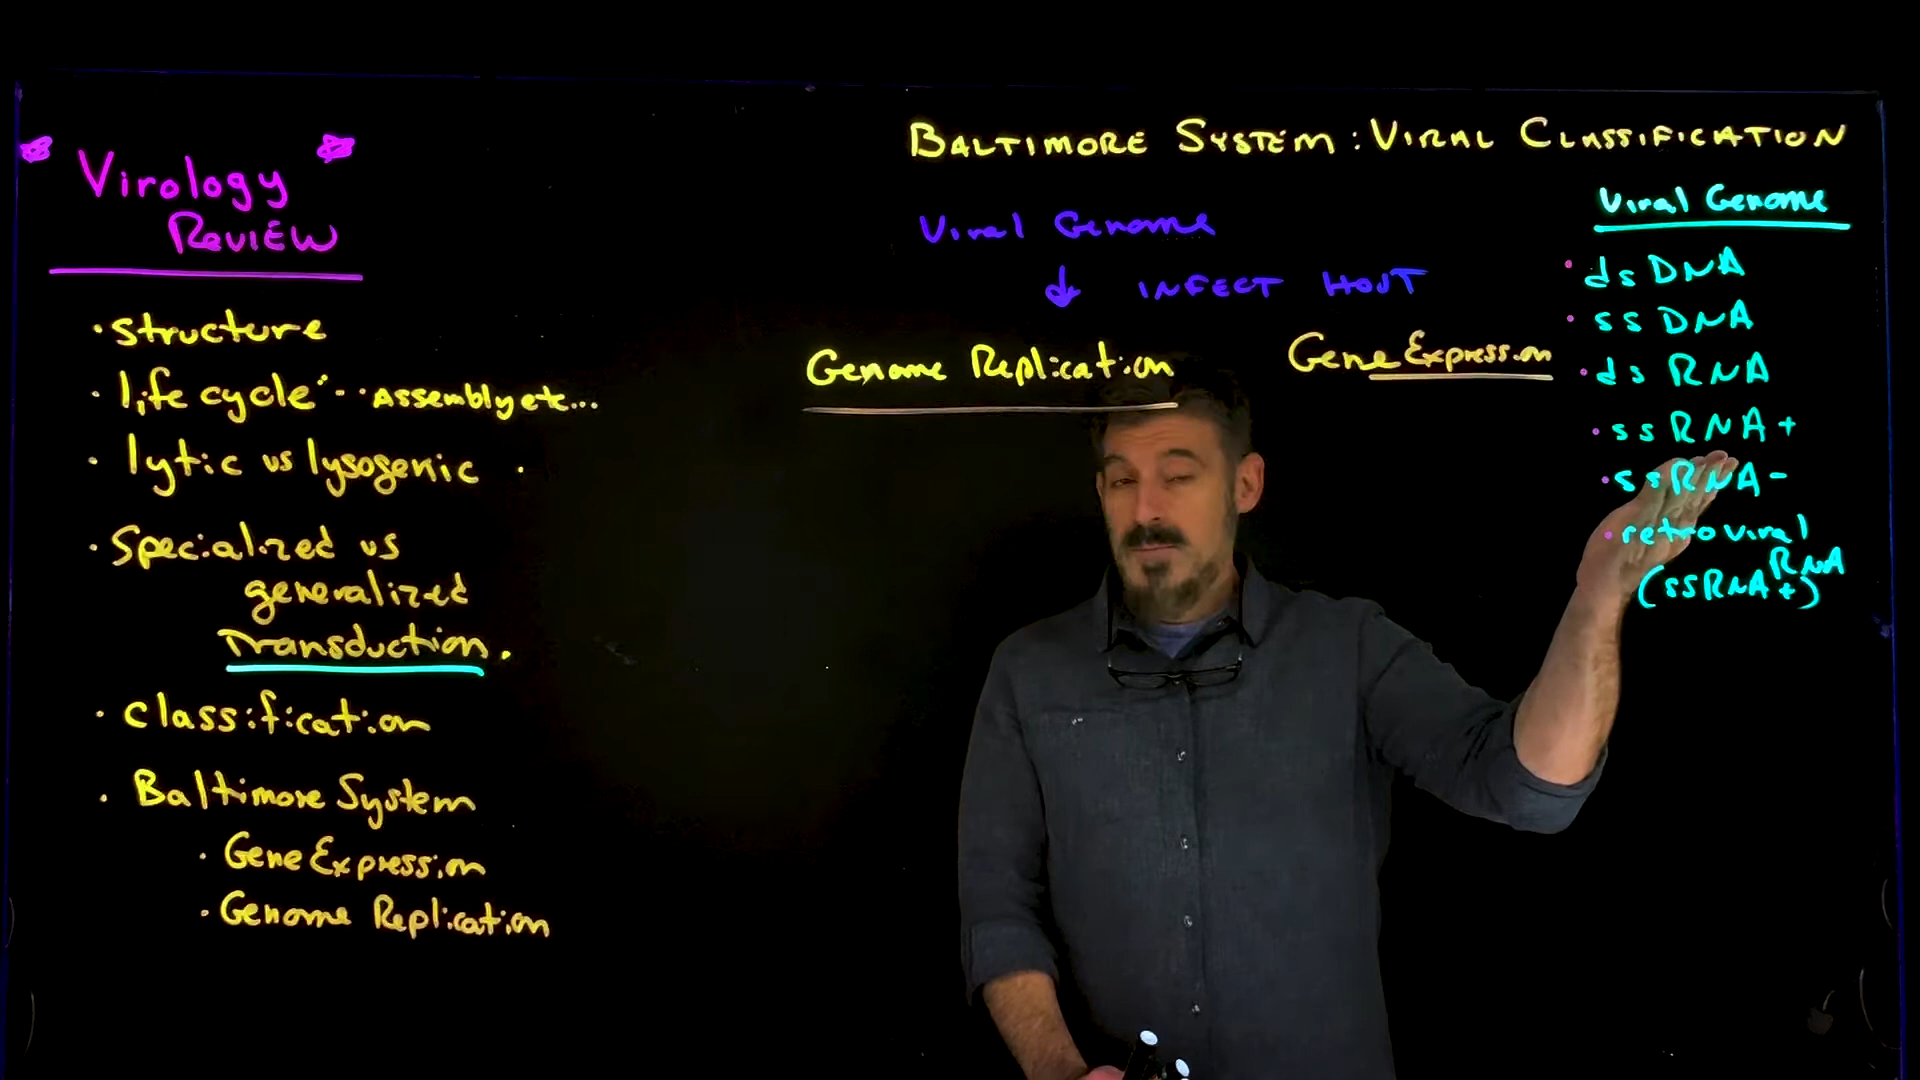 Virology
Review
• Structure
• life cycle -- Assembly etc...
• lytic vs lysogenic
• Specialized vs
generalized
Transduction.
• Classification
• Baltimore System
• Gene Expression
• Genome Replication
BALTIMORE SYSTEM: VIRAL CLASSIFICATION
Viral Genome
↓ INFECT HOST
Genome Replication
Gene Expression
Viral Genome
• ds DNA
• ss DNA
• ds RNA
• ssRNA+
• ssRNA-
• retroviral
RNA
(ssRNA+)